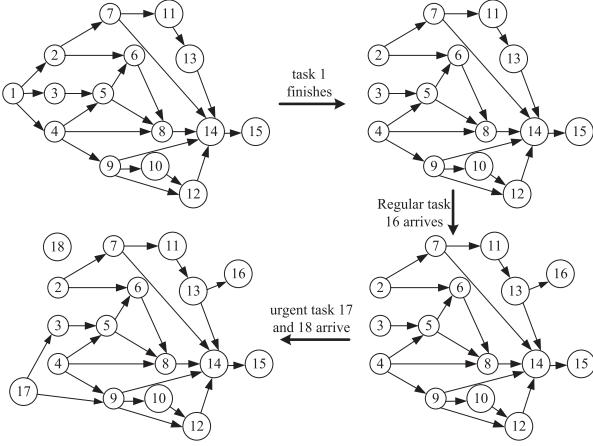 7 11
2 6 13
1 3 5
4 8 14 15
9 10
12
task 1
finishes
7 11
2 6 13
3 5
4 8 14 15
9 10
12
Regular task
16 arrives
18 7 11
2 6 13 16
3 5
4 8 14 15
17 9 10
12
urgent task 17
and 18 arrive
7 11
2 6 13 16
3 5
4 8 14 15
9 10
12